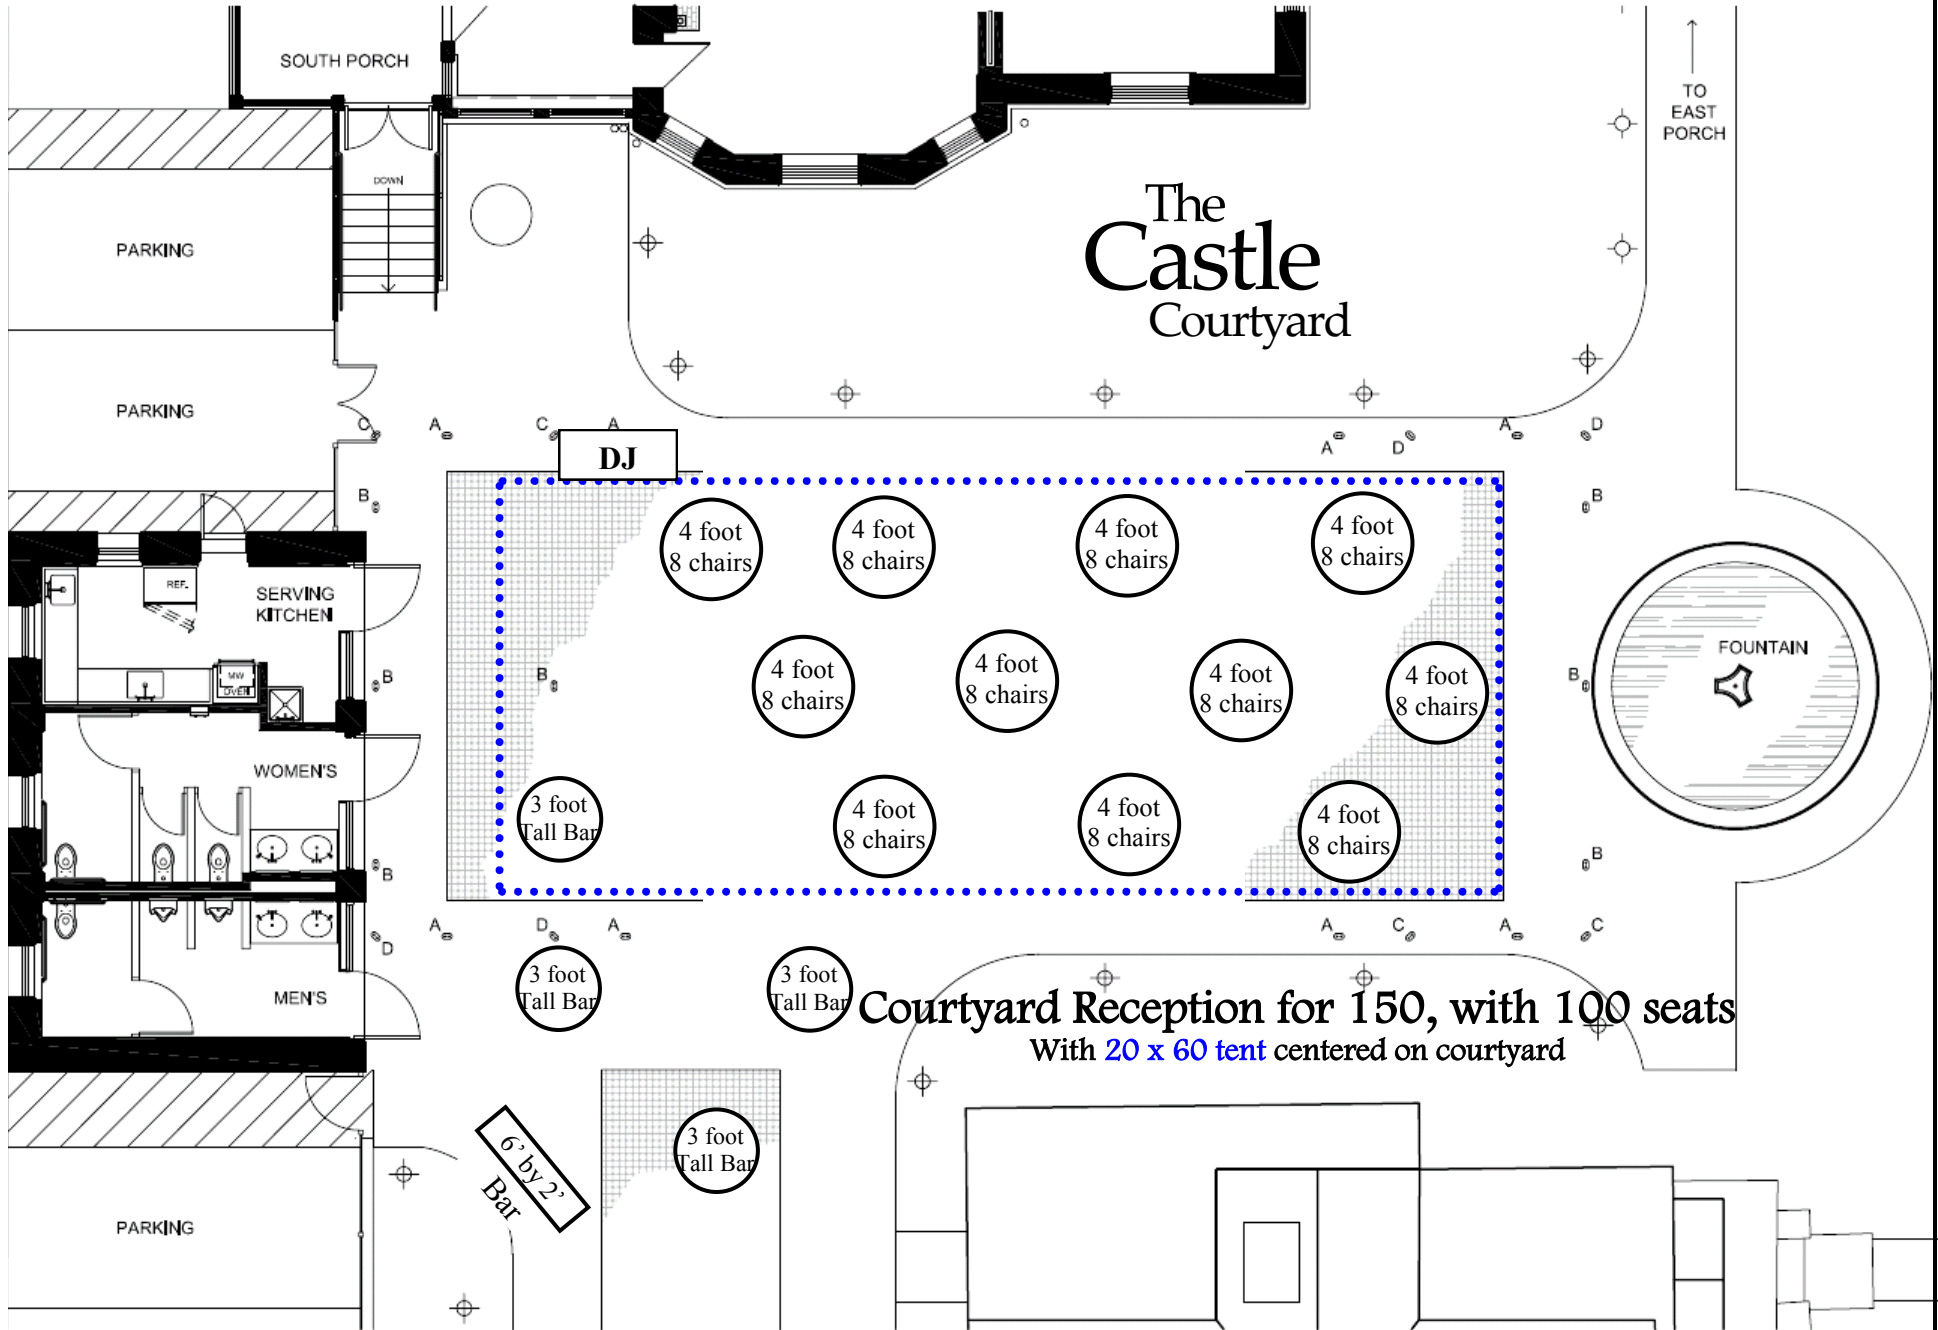 SOUTH PORCH
TO
EAST
PORCH
DOWN
The
Castle
Courtyard
PARKING
PARKING
C
A
C
A
A
D
A
D
DJ
B
B
4 foot
8 chairs
4 foot
8 chairs
4 foot
8 chairs
4 foot
8 chairs
REF.
SERVING
KITCHEN
MW
OVEN
B
B
B
FOUNTAIN
4 foot
8 chairs
4 foot
8 chairs
4 foot
8 chairs
4 foot
8 chairs
WOMEN'S
3 foot
Tall Bar
4 foot
8 chairs
4 foot
8 chairs
4 foot
8 chairs
B
B
A
D
A
A
C
A
C
D
MEN'S
3 foot
Tall Bar
3 foot
Tall Bar
Courtyard Reception for 150, with 100 seats
With 20 x 60 tent centered on courtyard
6' by 2'
Bar
3 foot
Tall Bar
PARKING